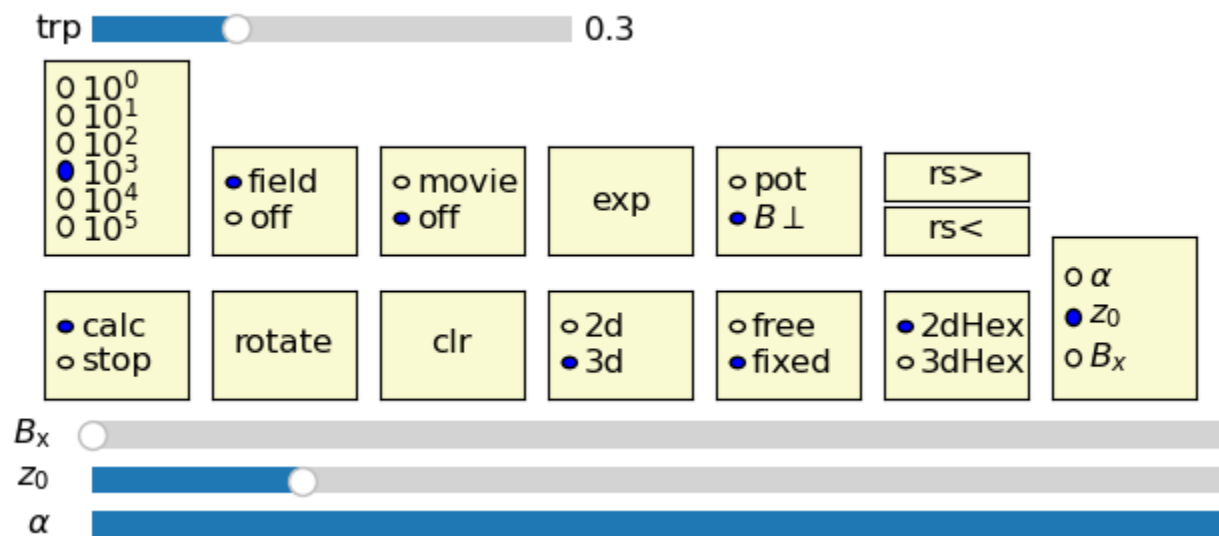 trp 0.3
10⁰
10¹
10²
10³
10⁴
10⁵
field
off
movie
off
exp
pot
B⊥
rs>
rs<
calc
stop
rotate
clr
2d
3d
free
fixed
2dHex
3dHex
α
z₀
Bₓ
Bₓ
z₀
α